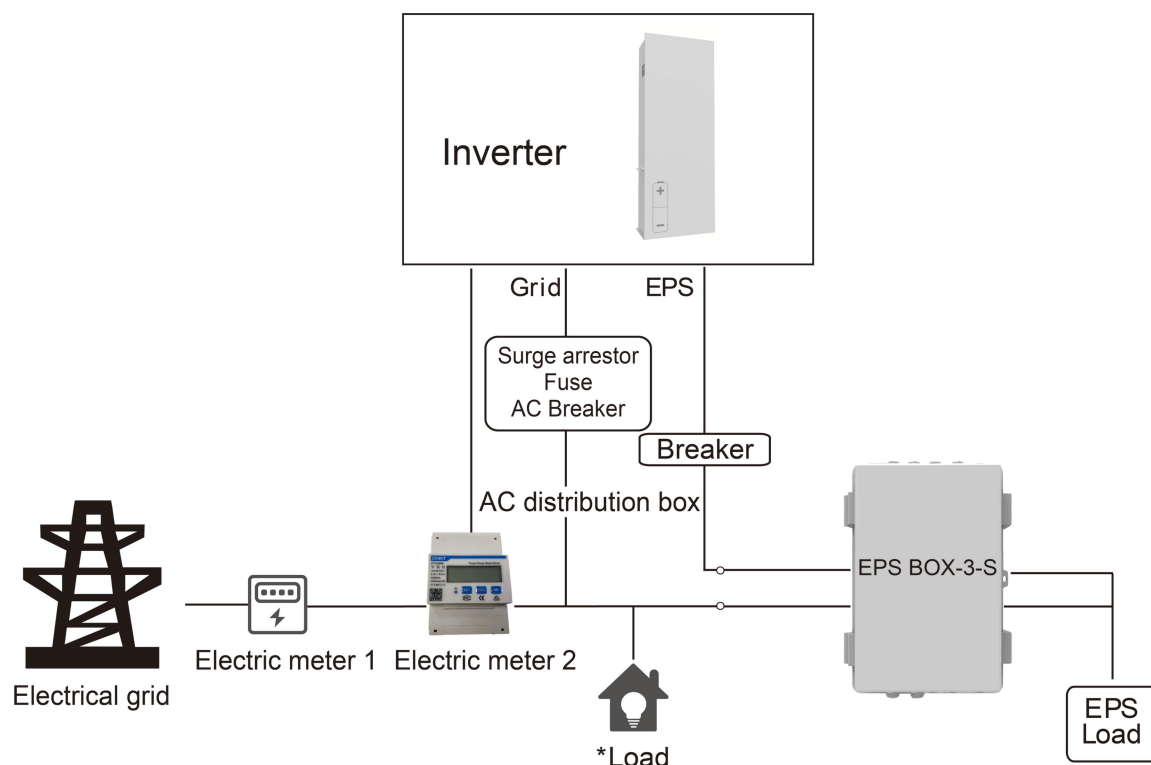 Inverter
Grid
EPS
Surge arrestor
Fuse
AC Breaker
Breaker
AC distribution box
CHNT
EPS BOX-3-S
Electric meter 1
Electric meter 2
Electrical grid
*Load
EPS
Load